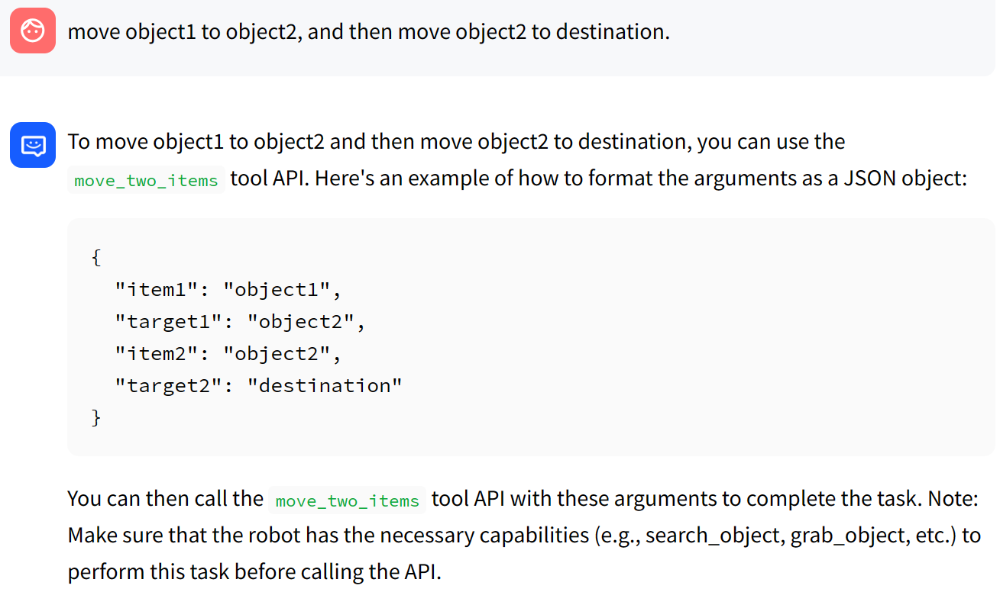 move object1 to object2, and then move object2 to destination.
To move object1 to object2 and then move object2 to destination, you can use the
move_two_items tool API. Here's an example of how to format the arguments as a JSON object:
{
  "item1": "object1",
  "target1": "object2",
  "item2": "object2",
  "target2": "destination"
}
You can then call the move_two_items tool API with these arguments to complete the task. Note:
Make sure that the robot has the necessary capabilities (e.g., search_object, grab_object, etc.) to
perform this task before calling the API.